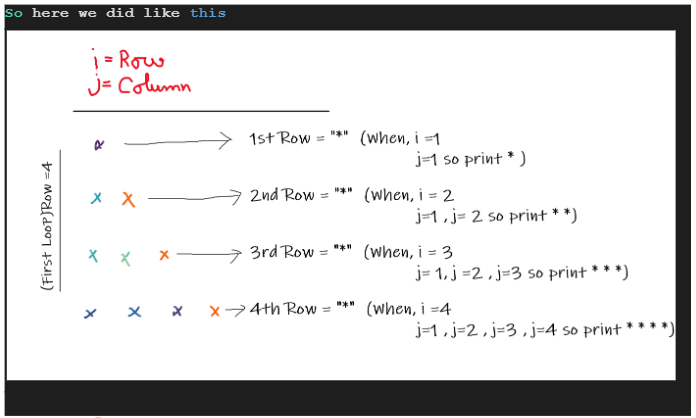 So here we did like this
i = Row
j= Column
(First LooP)Row =4
1st Row = "*" (when, i =1
j=1 so print * )
2nd Row = "*" (when, i = 2
j=1 , j= 2 so print * *)
3rd Row = "*" (when, i = 3
j= 1, j =2 , j=3 so print * * *)
4th Row = "*" (when, i =4
j=1 , j=2 , j=3 , j=4 so print * * * *)